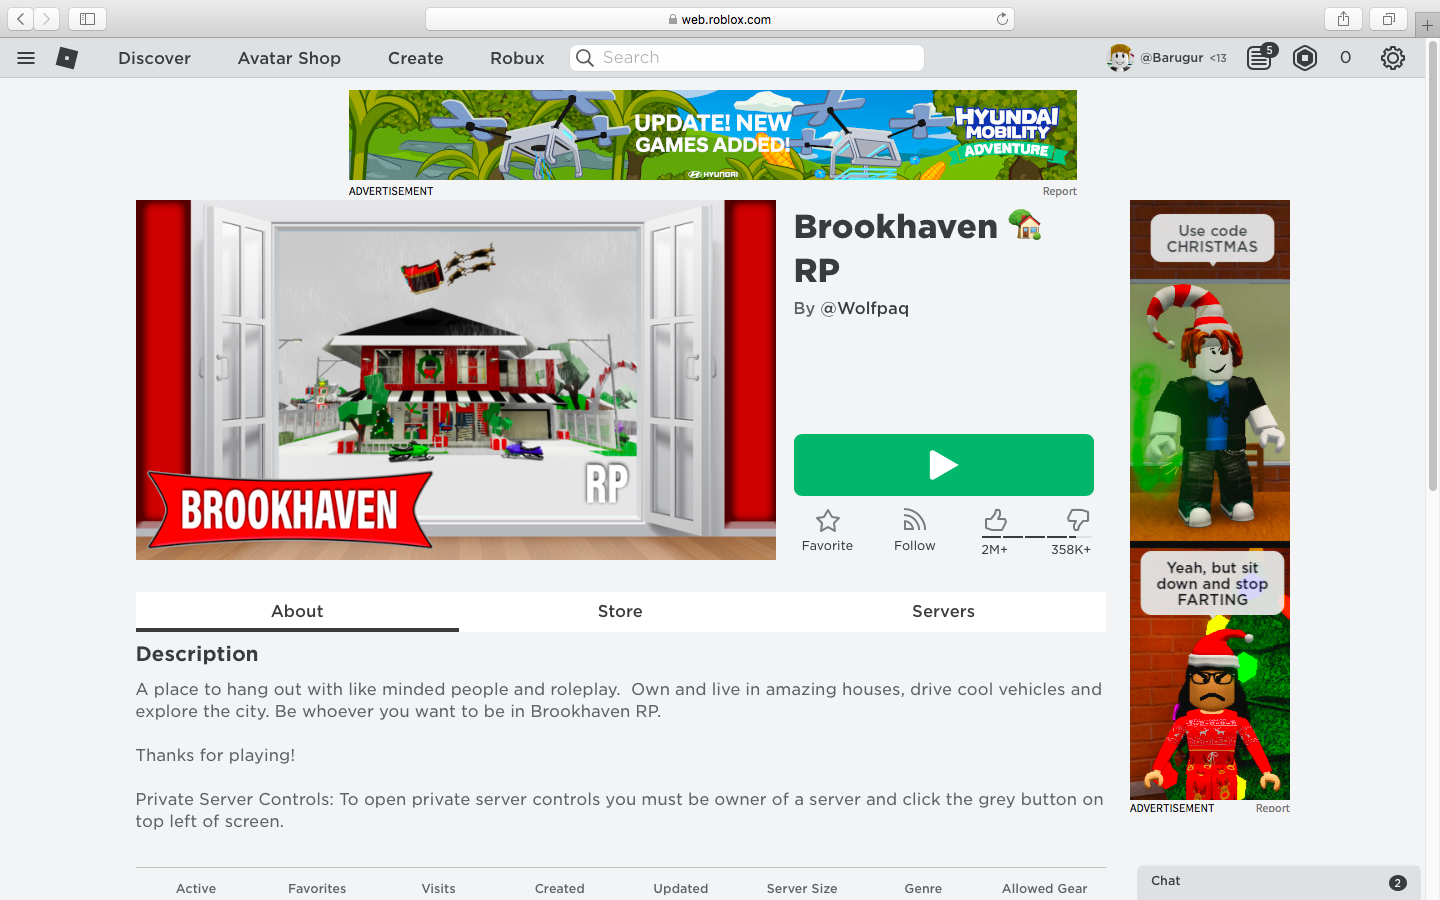 web.roblox.com
Discover
Avatar Shop
Create
Robux
Search
@Barugur <13
5
0
UPDATE! NEW
GAMES ADDED!
HYUNDAI
HYUNDAI
MOBILITY
ADVENTURE
ADVERTISEMENT
Report
BROOKHAVEN
RP
Brookhaven
RP
By @Wolfpaq
Favorite
Follow
2M+
358K+
Use code
CHRISTMAS
Yeah, but sit
down and stop
FARTING
ADVERTISEMENT
Report
About
Store
Servers
Description
A place to hang out with like minded people and roleplay.  Own and live in amazing houses, drive cool vehicles and
explore the city. Be whoever you want to be in Brookhaven RP.
Thanks for playing!
Private Server Controls: To open private server controls you must be owner of a server and click the grey button on
top left of screen.
Active
Favorites
Visits
Created
Updated
Server Size
Genre
Allowed Gear
Chat
2